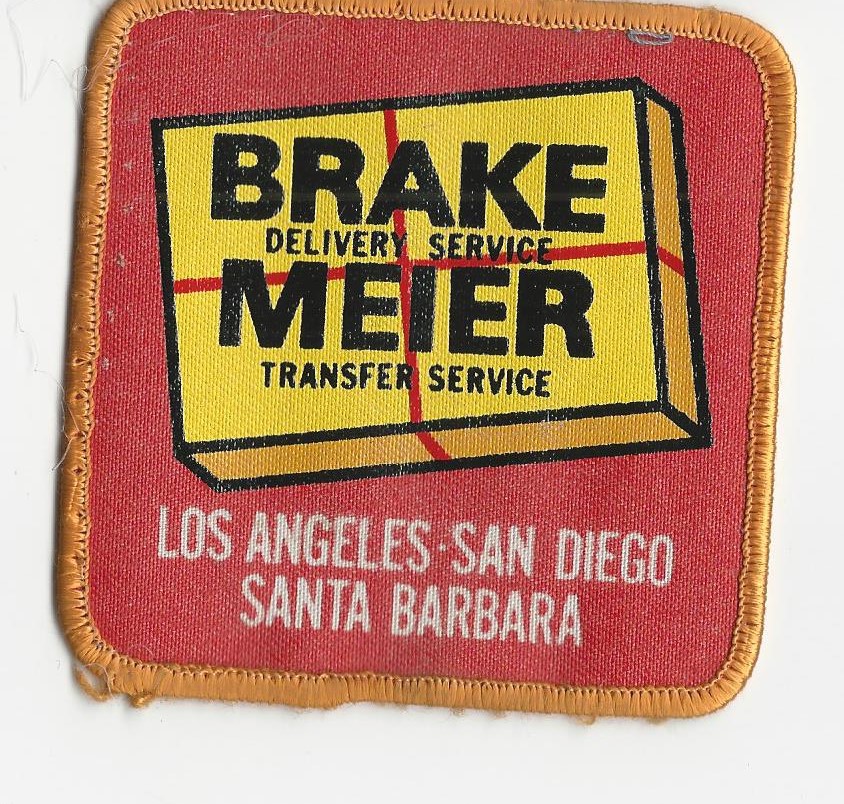 BRAKE
DELIVERY SERVICE
MEIER
TRANSFER SERVICE
LOS ANGELES·SAN DIEGO
SANTA BARBARA